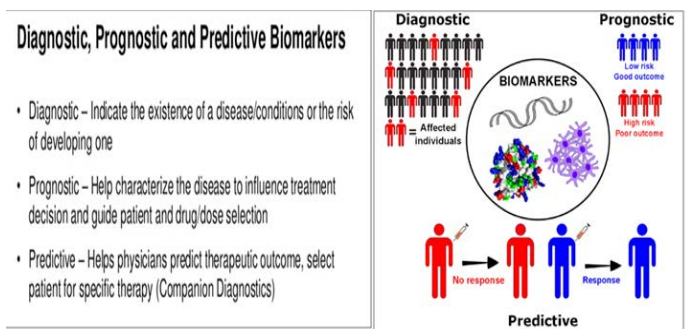 Diagnostic, Prognostic and Predictive Biomarkers
• Diagnostic – Indicate the existence of a disease/conditions or the risk
of developing one
• Prognostic – Help characterize the disease to influence treatment
decision and guide patient and drug/dose selection
• Predictive – Helps physicians predict therapeutic outcome, select
patient for specific therapy (Companion Diagnostics)
Diagnostic
= Affected
individuals
Prognostic
Low risk
Good outcome
High risk
Poor outcome
BIOMARKERS
No response
Response
Predictive